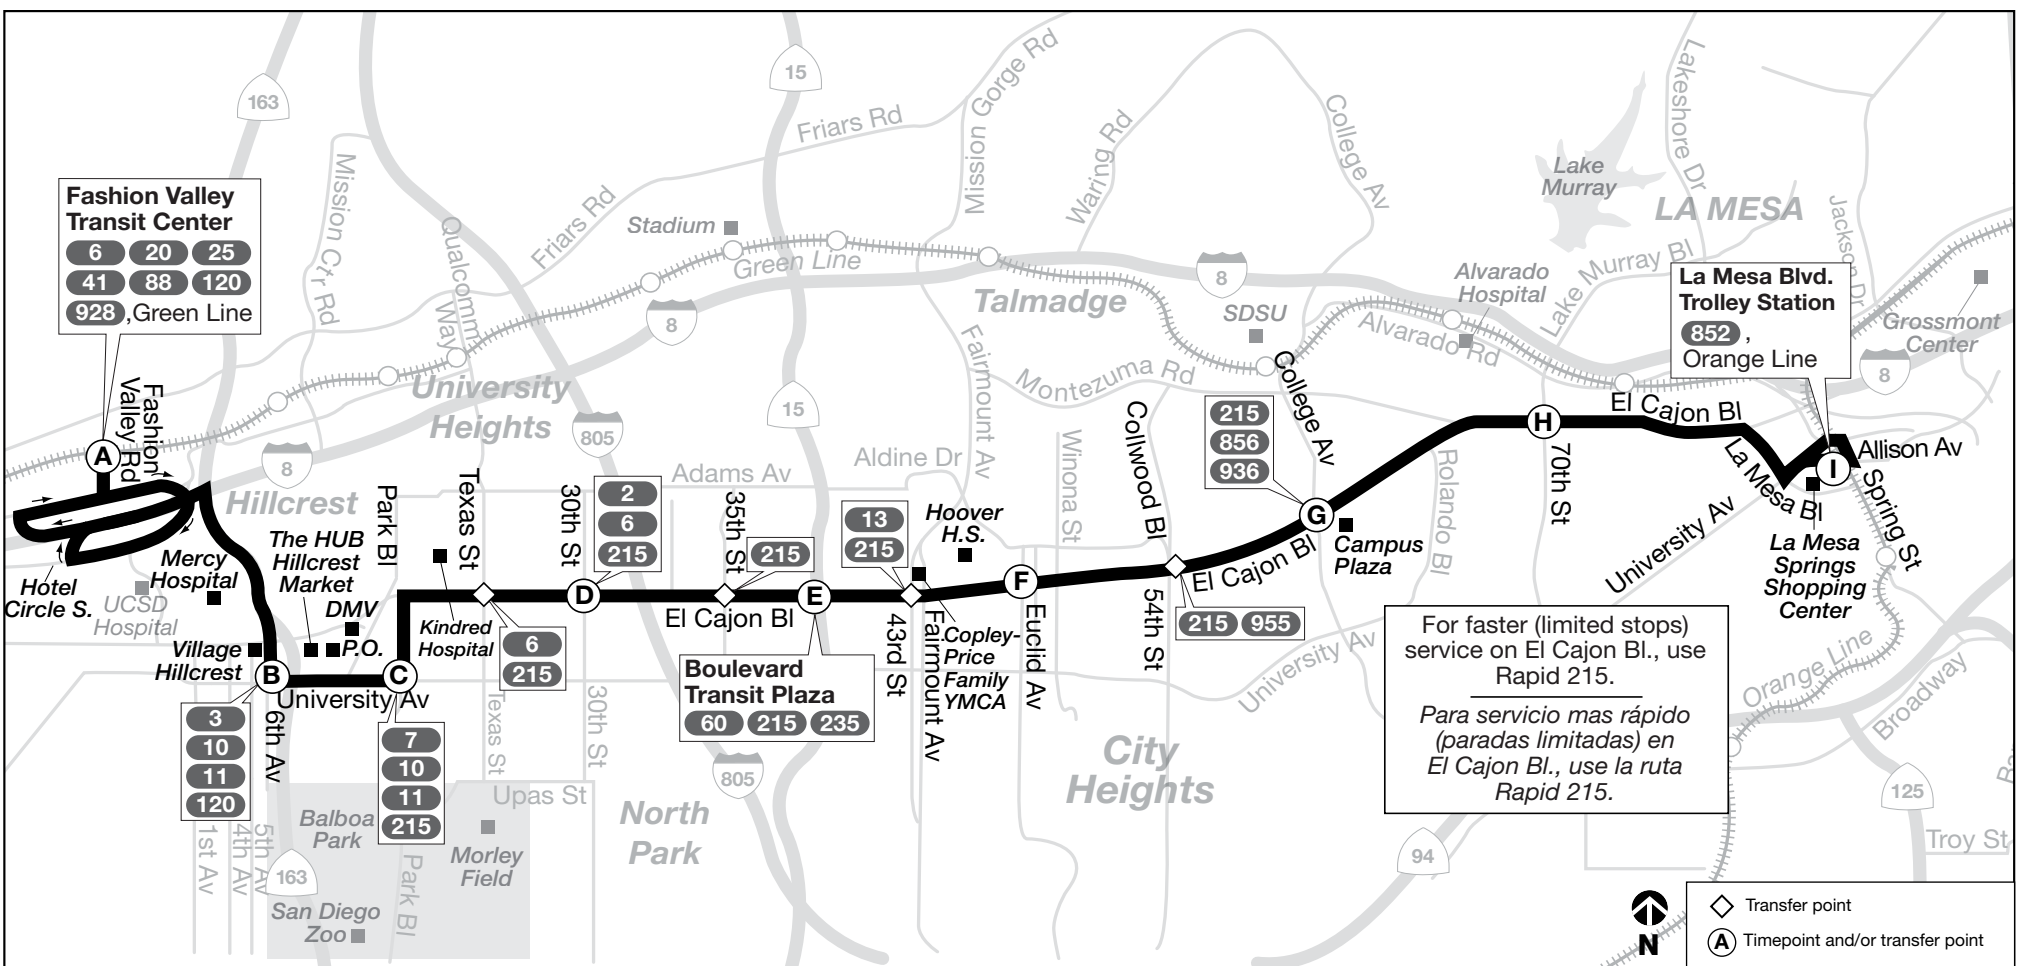 163
15
Friars Rd
Mission Gorge Rd
Waring Rd
College Av
Lakeshore Dr
Lake
Murray
LA MESA
Jackson Dr
Fashion Valley
Transit Center
6 20 25
41 88 120
928 ,Green Line
Mission Ctr Rd
Qualcomm
Way
Friars Rd
Stadium
Green Line
8
Talmadge
8
SDSU
Alvarado
Hospital
Lake Murray Bl
Alvarado Rd
La Mesa Blvd.
Trolley Station
852 ,
Orange Line
Grossmont
Center
8
Fashion
Valley Rd
A
8
University
Heights
805
15
Fairmount Av
Montezuma Rd
College Av
215
856
936
H
El Cajon Bl
Allison Av
I
La Mesa Bl
Spring St
Hillcrest
Park Bl
Texas St
30th St
2
6
215
Adams Av
35th St
215
Aldine Dr
13
215
Hoover
H.S.
Winona St
Collwood Bl
G
Campus
Plaza
Rolando Bl
70th St
University Av
La Mesa
Springs
Shopping
Center
Hotel
Circle S.
UCSD
Hospital
Mercy
Hospital
The HUB
Hillcrest
Market
DMV
P.O.
Village
Hillcrest
B
University Av
C
Kindred
Hospital
6
215
D
El Cajon Bl
E
Boulevard
Transit Plaza
60 215 235
43rd St
Fairmount Av
Copley-
Price
Family
YMCA
F
Euclid Av
54th St
El Cajon Bl
215 955
University Av
For faster (limited stops)
service on El Cajon Bl., use
Rapid 215.
Para servicio mas rápido
(paradas limitadas) en
El Cajon Bl., use la ruta
Rapid 215.
Orange Line
Broadway
3
10
11
120
6th Av
7
10
11
215
Texas St
30th St
Upas St
805
North
Park
City
Heights
94
125
Troy St
1st Av
4th Av
5th Av
163
Balboa
Park
Park Bl
Morley
Field
San Diego
Zoo
N
Transfer point
A Timepoint and/or transfer point